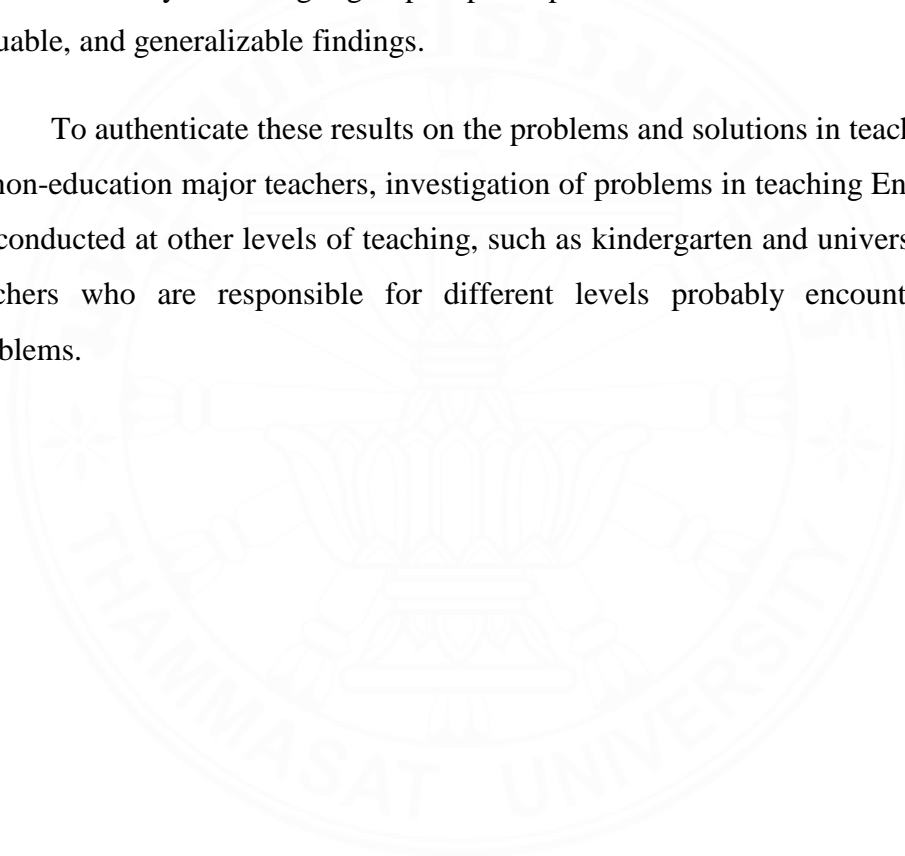 uable, and generalizable findings.
To authenticate these results on the problems and solutions in teach
non-education major teachers, investigation of problems in teaching En
conducted at other levels of teaching, such as kindergarten and univers
chers who are responsible for different levels probably encount
blems.
THAMMASAT UNIVERSITY